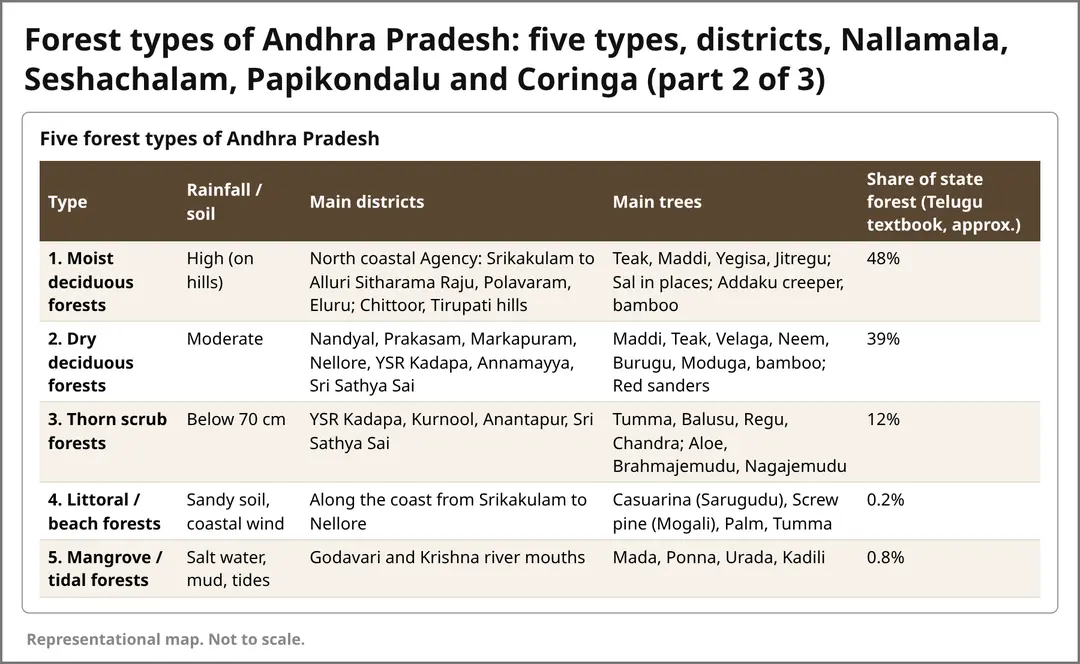 Forest types of Andhra Pradesh: five types, districts, Nallamala,
Seshachalam, Papikondalu and Coringa (part 2 of 3)
Five forest types of Andhra Pradesh
Type
Rainfall /
soil
Main districts
Main trees
Share of state
forest (Telugu
textbook, approx.)
1. Moist
deciduous
forests
High (on
hills)
North coastal Agency: Srikakulam to
Alluri Sitharama Raju, Polavaram,
Eluru; Chittoor, Tirupati hills
Teak, Maddi, Yegisa, Jitregu;
Sal in places; Addaku creeper,
bamboo
48%
2. Dry
deciduous
forests
Moderate
Nandyal, Prakasam, Markapuram,
Nellore, YSR Kadapa, Annamayya,
Sri Sathya Sai
Maddi, Teak, Velaga, Neem,
Burugu, Moduga, bamboo;
Red sanders
39%
3. Thorn scrub
forests
Below 70 cm
YSR Kadapa, Kurnool, Anantapur, Sri
Sathya Sai
Tumma, Balusu, Regu,
Chandra; Aloe,
Brahmajemudu, Nagajemudu
12%
4. Littoral /
beach forests
Sandy soil,
coastal wind
Along the coast from Srikakulam to
Nellore
Casuarina (Sarugudu), Screw
pine (Mogali), Palm, Tumma
0.2%
5. Mangrove /
tidal forests
Salt water,
mud, tides
Godavari and Krishna river mouths
Mada, Ponna, Urada, Kadili
0.8%
Representational map. Not to scale.